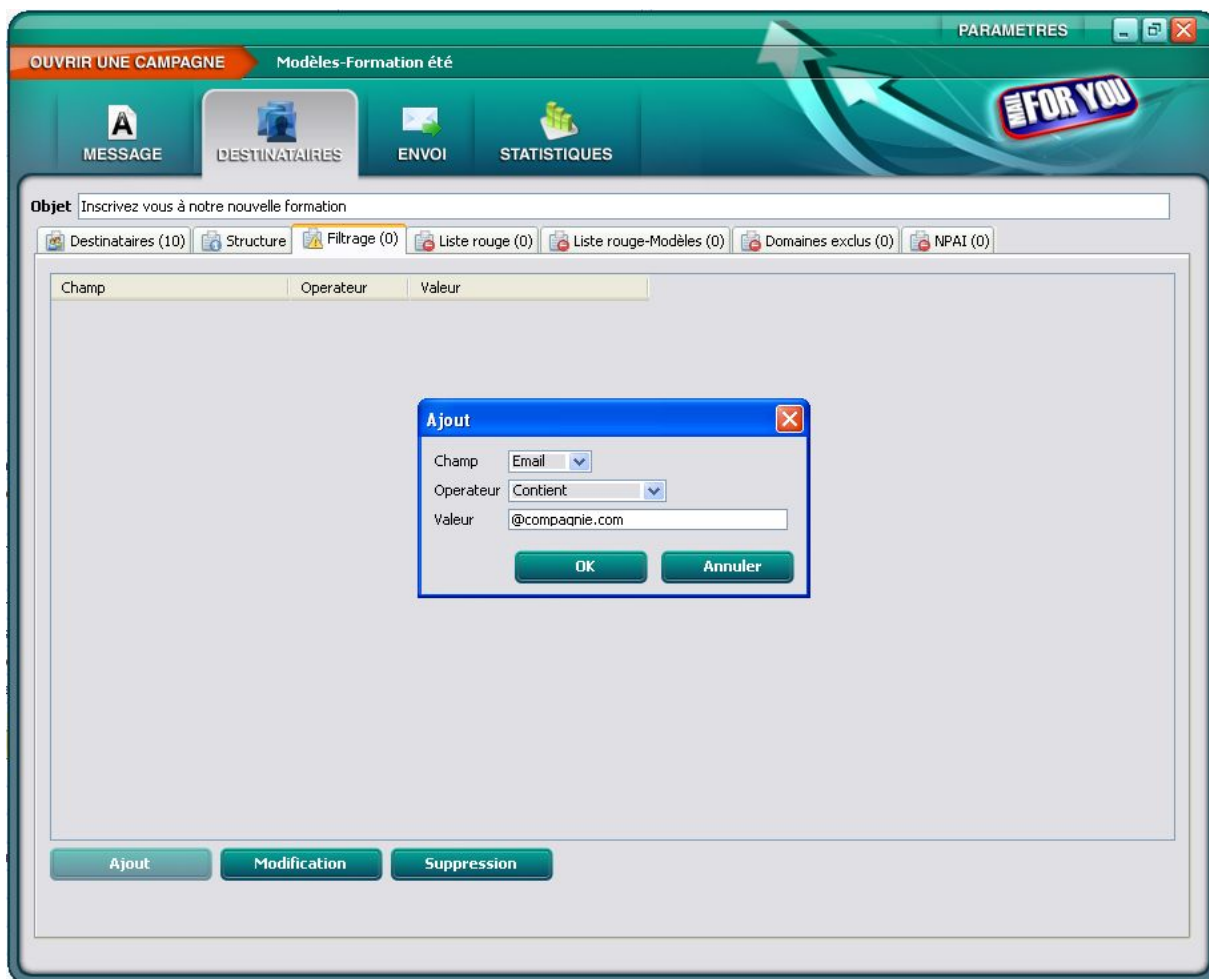 PARAMETRES
OUVRIR UNE CAMPAGNE Modèles-Formation été
MAIL FOR YOU
A
MESSAGE DESTINATAIRES ENVOI STATISTIQUES
Objet Inscrivez vous à notre nouvelle formation
Destinataires (10) Structure Filtrage (0) Liste rouge (0) Liste rouge-Modèles (0) Domaines exclus (0) NPAI (0)
Champ Operateur Valeur
Ajout
Champ Email
Operateur Contient
Valeur @compagnie.com
OK Annuler
Ajout Modification Suppression